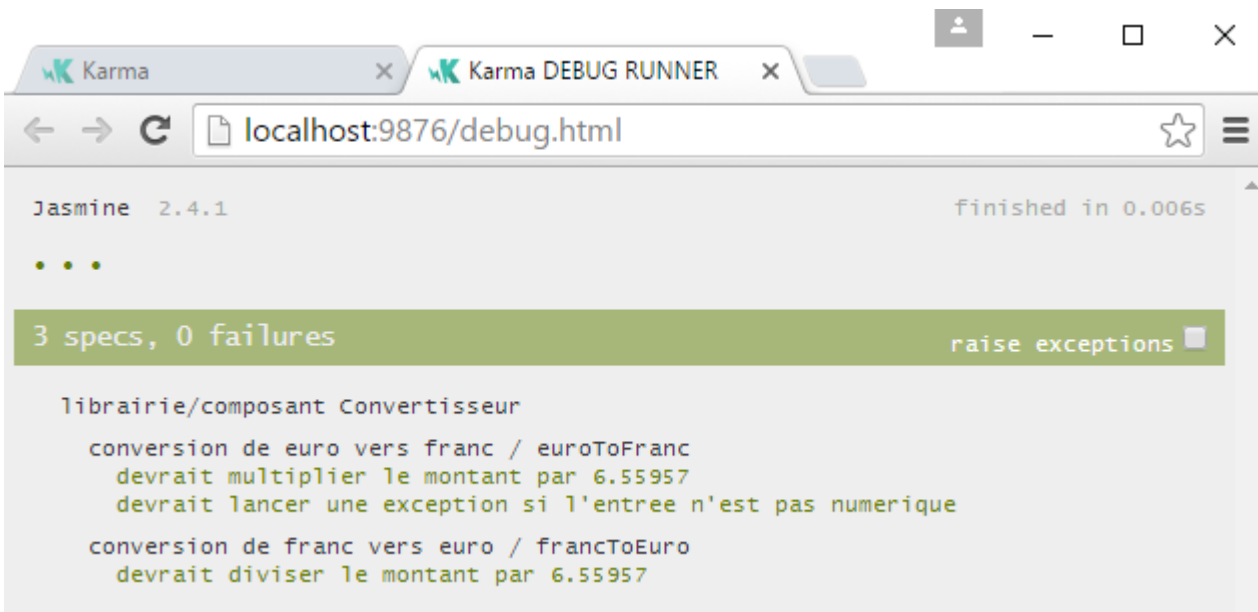 Karma
Karma DEBUG RUNNER
localhost:9876/debug.html
Jasmine 2.4.1 finished in 0.006s
3 specs, 0 failures raise exceptions
librairie/composant Convertisseur
conversion de euro vers franc / euroToFranc
devrait multiplier le montant par 6.55957
devrait lancer une exception si l'entree n'est pas numerique
conversion de franc vers euro / francToEuro
devrait diviser le montant par 6.55957